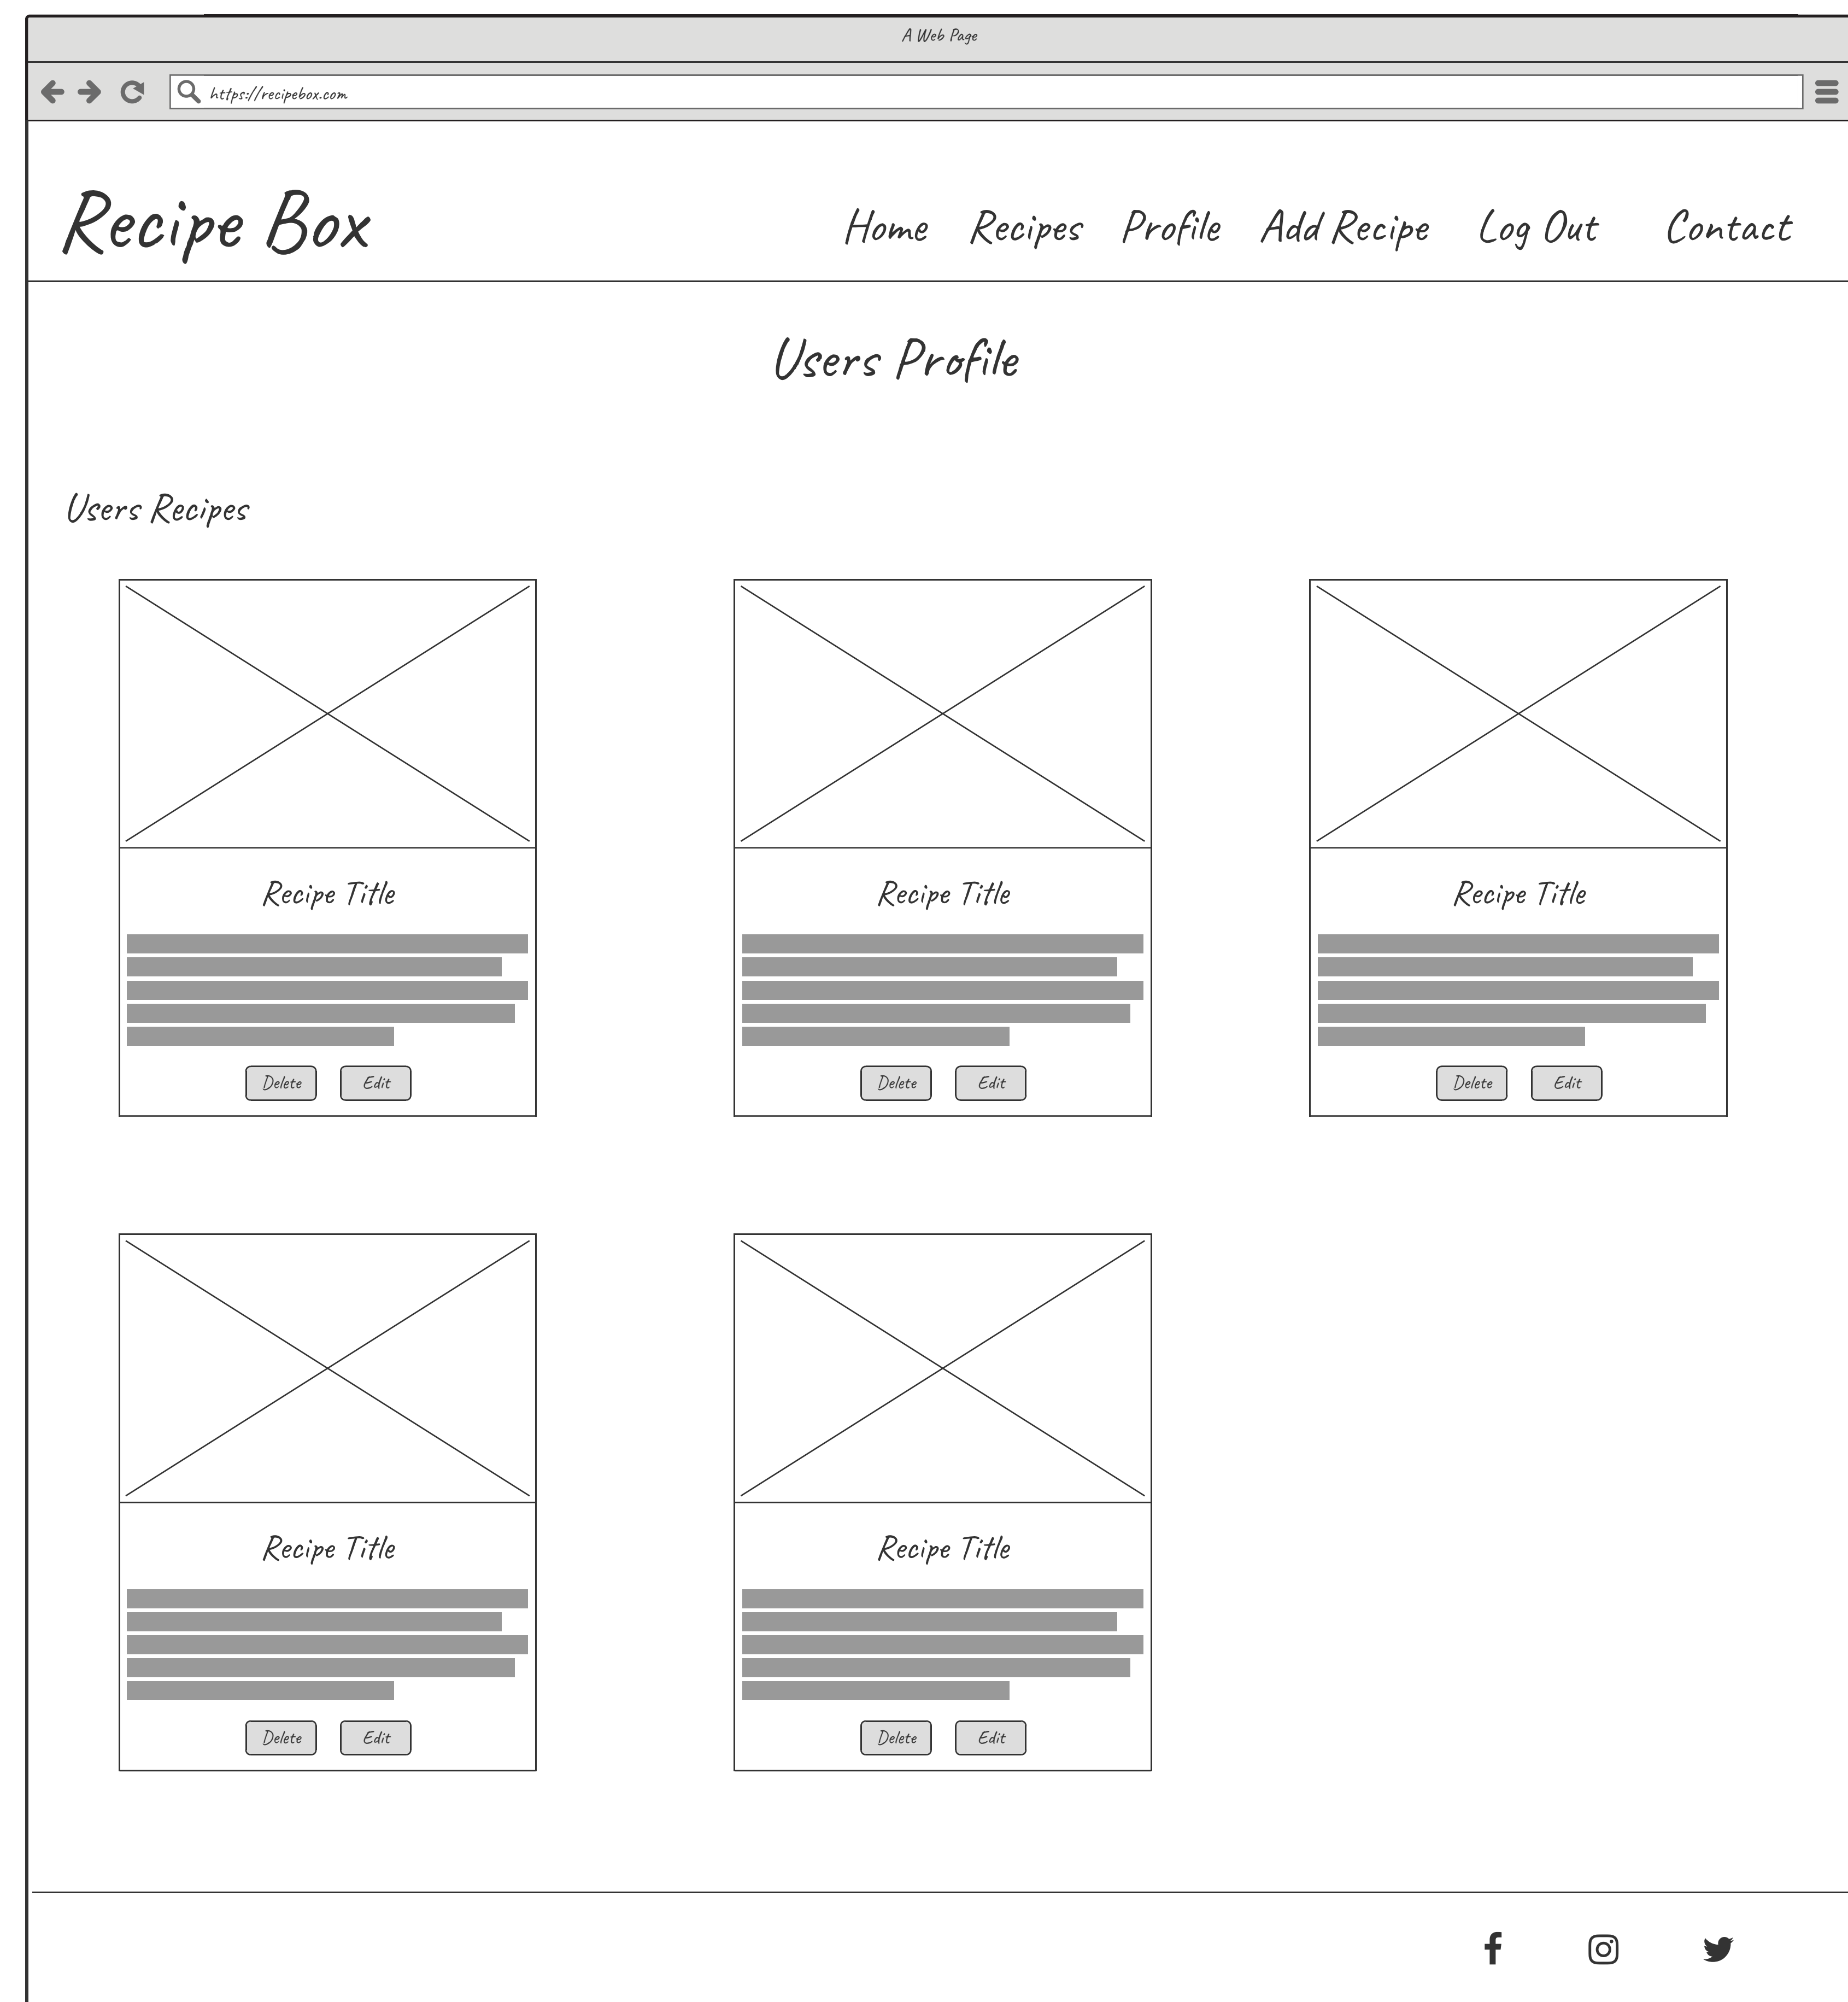 A Web Page
https://recipebox.com
Recipe Box Home Recipes Profile Add Recipe Log Out Contact
Users Profile
Users Recipes
Recipe Title Recipe Title Recipe Title
Delete Edit Delete Edit Delete Edit
Recipe Title Recipe Title
Delete Edit Delete Edit